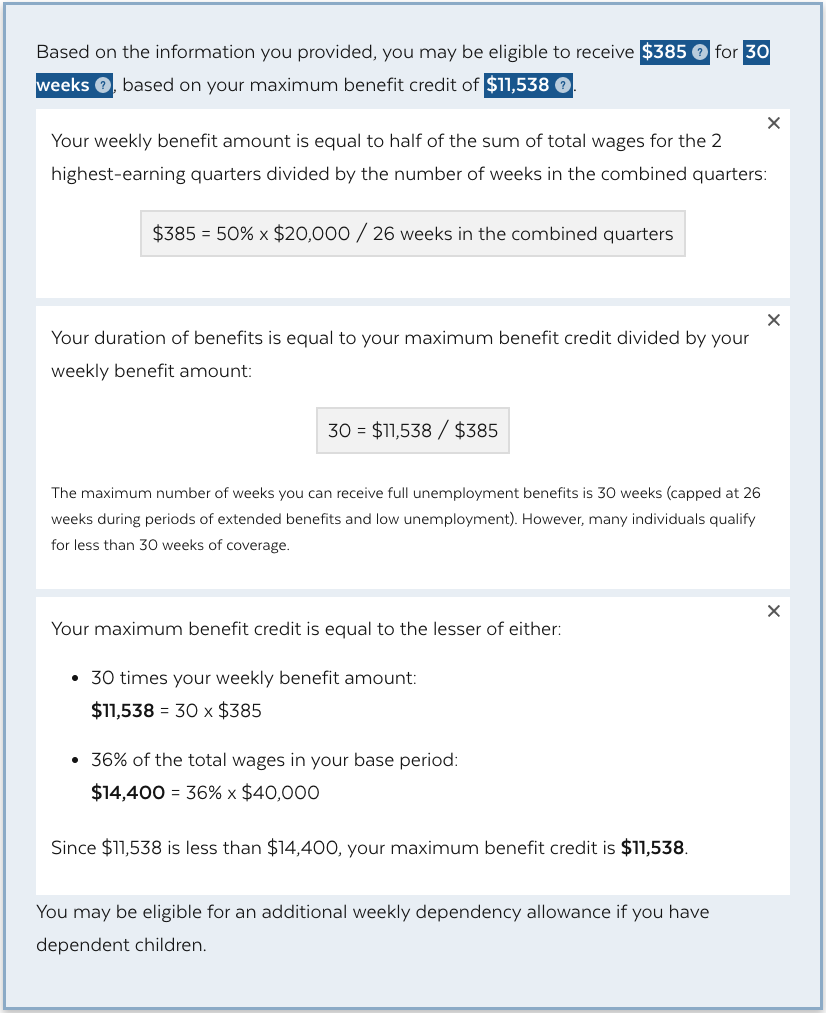 Based on the information you provided, you may be eligible to receive $385 ? for 30
weeks ?, based on your maximum benefit credit of $11,538 ?.
Your weekly benefit amount is equal to half of the sum of total wages for the 2
highest-earning quarters divided by the number of weeks in the combined quarters:
$385 = 50% x $20,000 / 26 weeks in the combined quarters
Your duration of benefits is equal to your maximum benefit credit divided by your
weekly benefit amount:
30 = $11,538 / $385
The maximum number of weeks you can receive full unemployment benefits is 30 weeks (capped at 26
weeks during periods of extended benefits and low unemployment). However, many individuals qualify
for less than 30 weeks of coverage.
Your maximum benefit credit is equal to the lesser of either:
• 30 times your weekly benefit amount:
$11,538 = 30 x $385
• 36% of the total wages in your base period:
$14,400 = 36% x $40,000
Since $11,538 is less than $14,400, your maximum benefit credit is $11,538.
You may be eligible for an additional weekly dependency allowance if you have
dependent children.